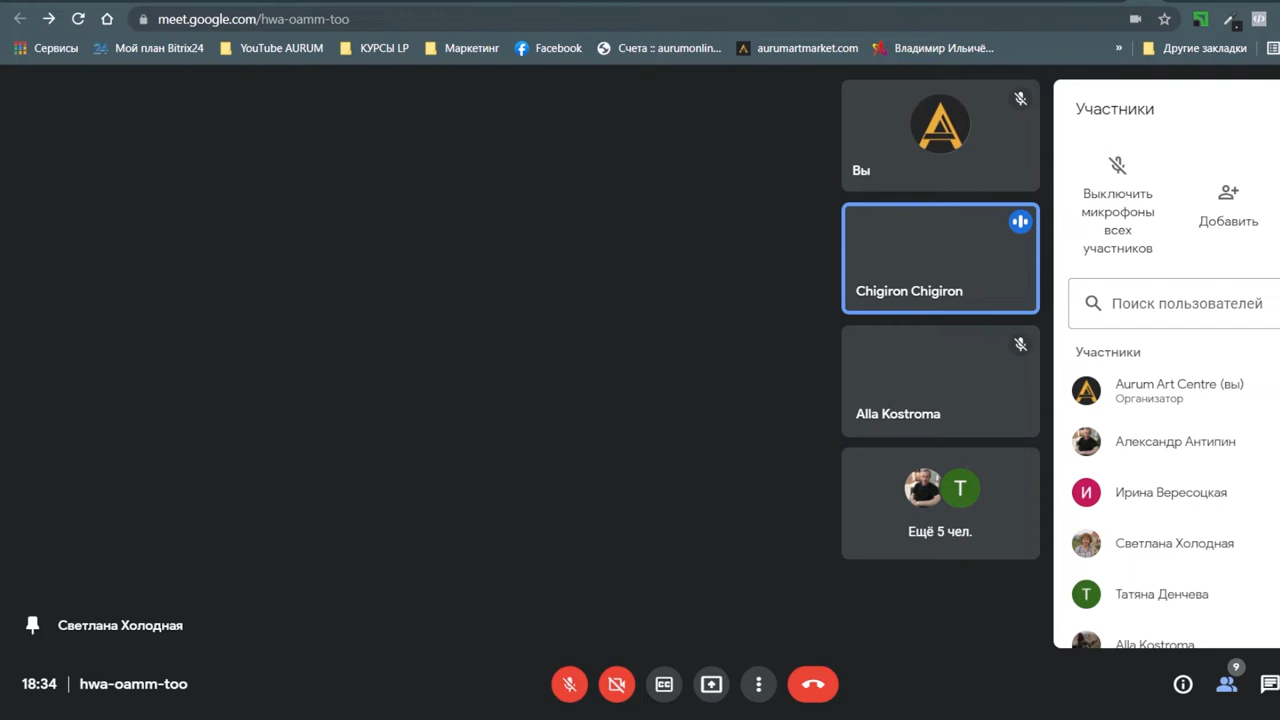 meet.google.com/hwa-oamm-too
Сервисы
24 Мой план Bitrix24
YouTube AURUM
КУРСЫ LP
Маркетинг
Facebook
Счета :: aurumonlin...
aurumartmarket.com
Владимир Ильичё...
»
Другие закладки
Вы
Chigiron Chigiron
Alla Kostroma
T
Ещё 5 чел.
Светлана Холодная
Участники
Выключить
микрофоны
всех
участников
Добавить
Поиск пользователей
Участники
Aurum Art Centre (вы)
Организатор
Александр Антипин
И Ирина Вересоцкая
Светлана Холодная
Т Татяна Денчева
Alla Kostroma
18:34 | hwa-oamm-too
9